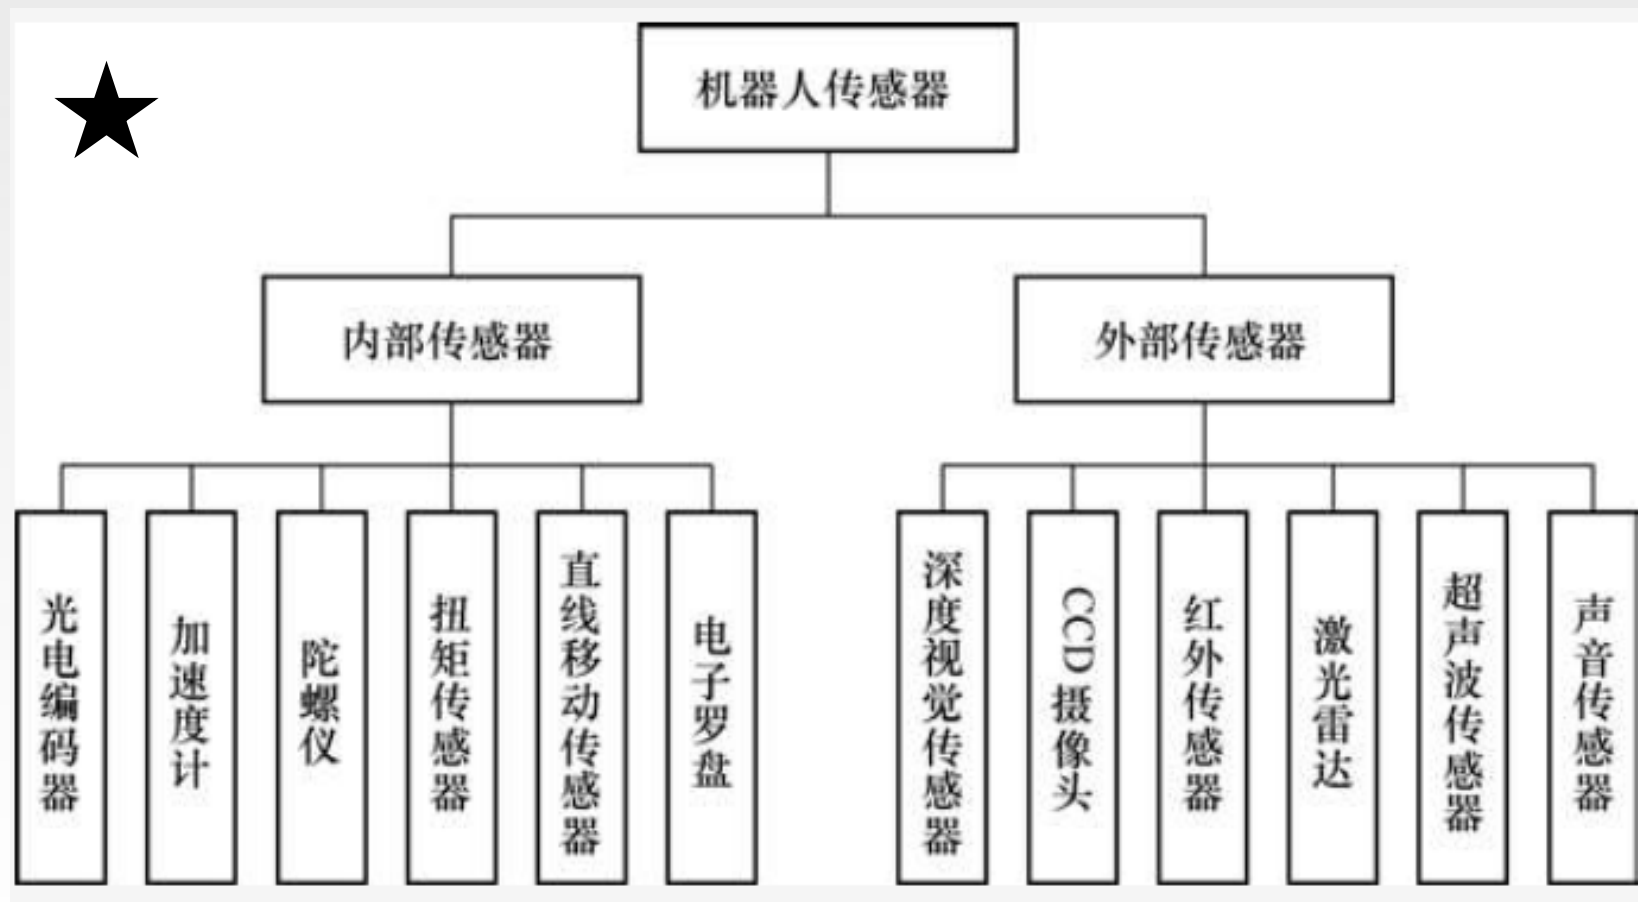 机器人传感器
内部传感器
外部传感器
光电编码器
加速度计
陀螺仪
扭矩传感器
直线移动传感器
电子罗盘
深度视觉传感器
CCD摄像头
红外传感器
激光雷达
超声波传感器
声音传感器